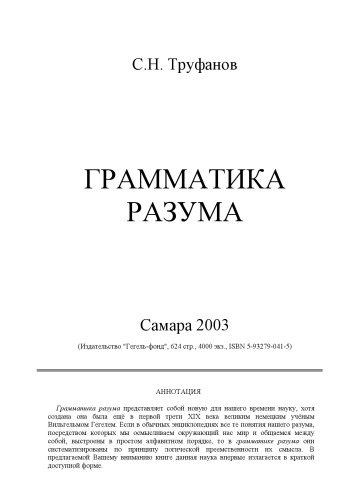 С.Н. Труфанов
ГРАММАТИКА
РАЗУМА
Самара 2003
(Издательство "Гегель-фонд", 624 стр., 4000 экз., ISBN 5-93279-041-5)
АННОТАЦИЯ
Грамматика разума представляет собой новую для нашего времени науку, хотя
создана она была ещё в первой трети XIX века великим немецким учёным
Вильгельмом Гегелем. Если в обычных энциклопедиях все те понятия нашего разума,
посредством которых мы осмысливаем окружающий нас мир и общаемся между
собой, выстроены в простом алфавитном порядке, то в грамматике разума они
систематизированы по принципу логической преемственности их смысла. В
предлагаемой Вашему вниманию книге данная наука впервые излагается в краткой
доступной форме.